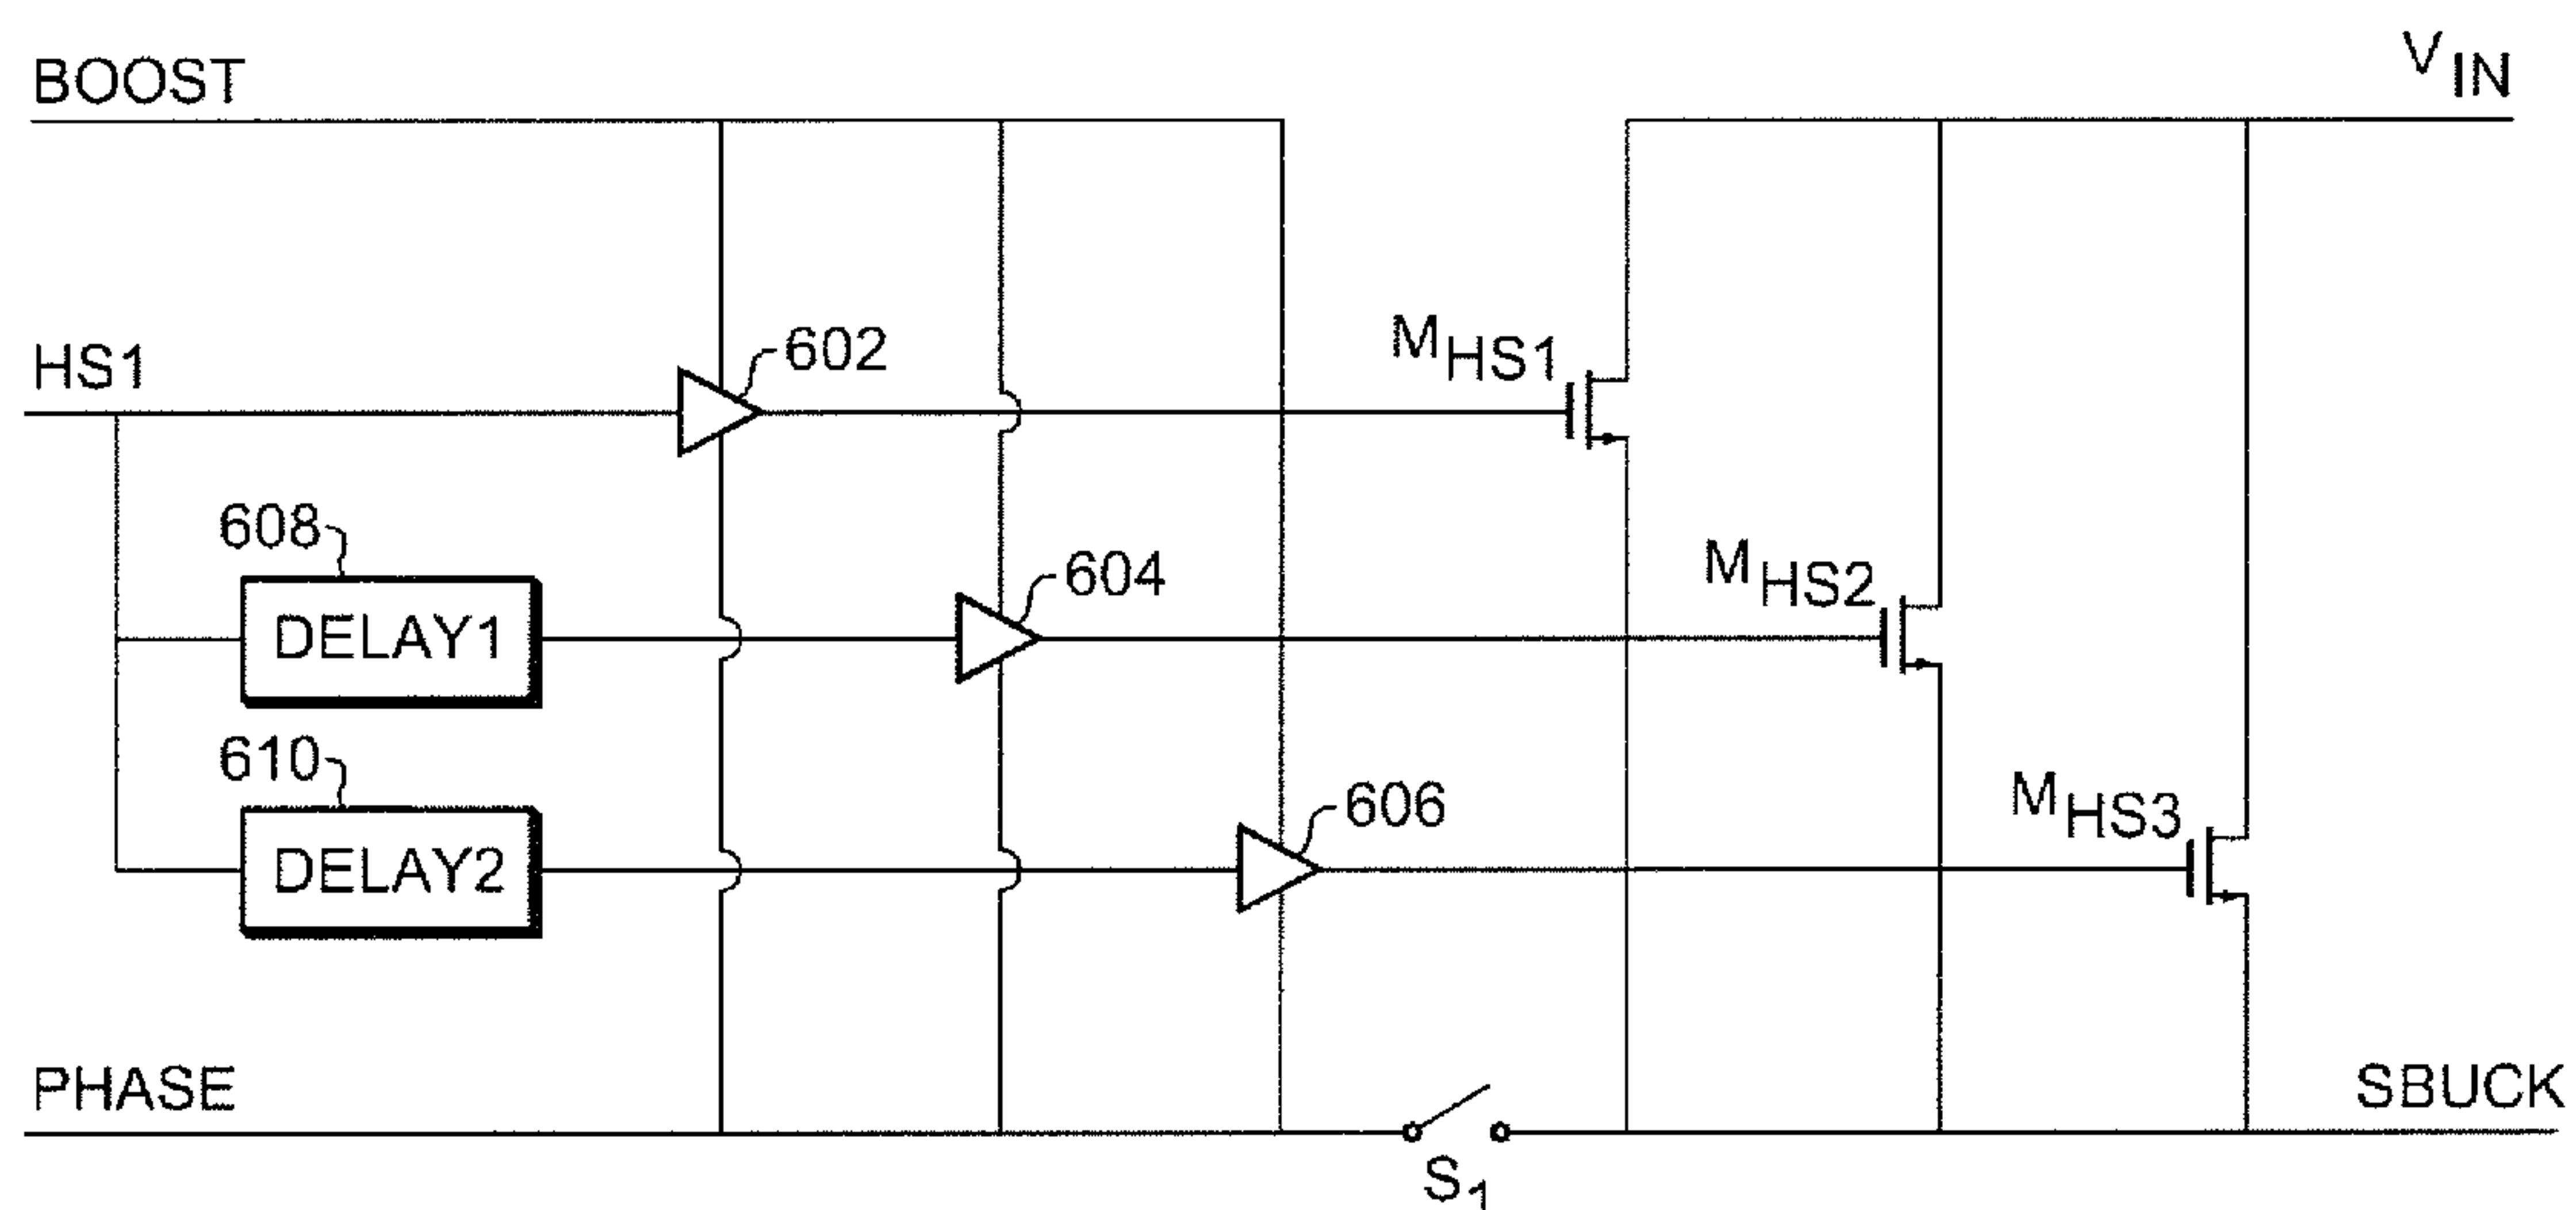 BOOST
VIN
HS1
602
MHS1
608
DELAY1
604
MHS2
610
DELAY2
606
MHS3
PHASE
SBUCK
S1